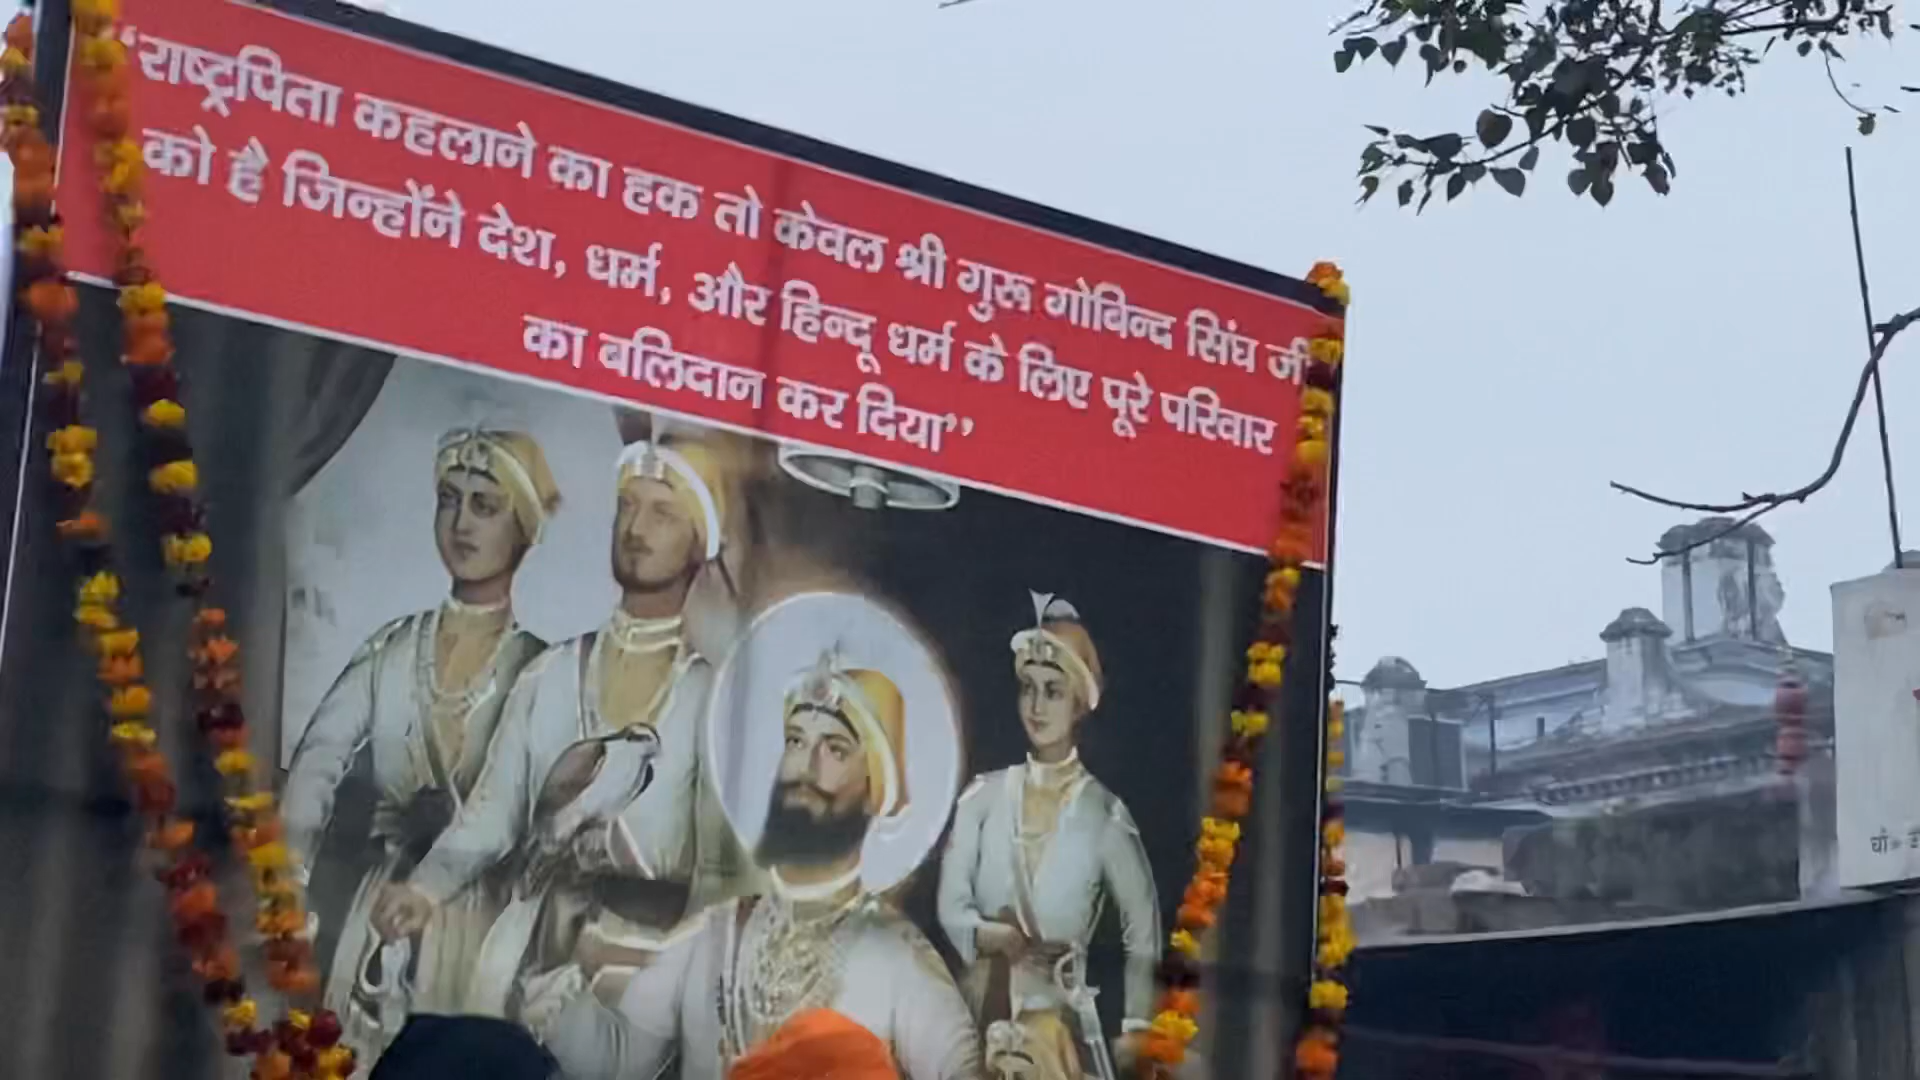 “राष्ट्रपिता कहलाने का हक तो केवल श्री गुरू गोबिन्द सिंघ जी
को है जिन्होंने देश, धर्म, और हिन्दू धर्म के लिए पूरे परिवार
का बलिदान कर दिया”